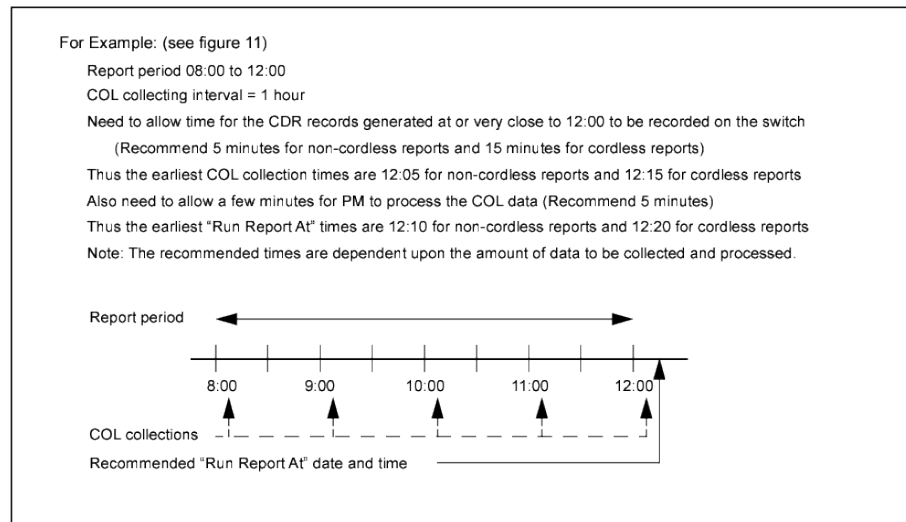 For Example: (see figure 11)
Report period 08:00 to 12:00
COL collecting interval = 1 hour
Need to allow time for the CDR records generated at or very close to 12:00 to be recorded on the switch
(Recommend 5 minutes for non-cordless reports and 15 minutes for cordless reports)
Thus the earliest COL collection times are 12:05 for non-cordless reports and 12:15 for cordless reports
Also need to allow a few minutes for PM to process the COL data (Recommend 5 minutes)
Thus the earliest “Run Report At” times are 12:10 for non-cordless reports and 12:20 for cordless reports
Note: The recommended times are dependent upon the amount of data to be collected and processed.
Report period
8:00 9:00 10:00 11:00 12:00
COL collections
Recommended “Run Report At” date and time